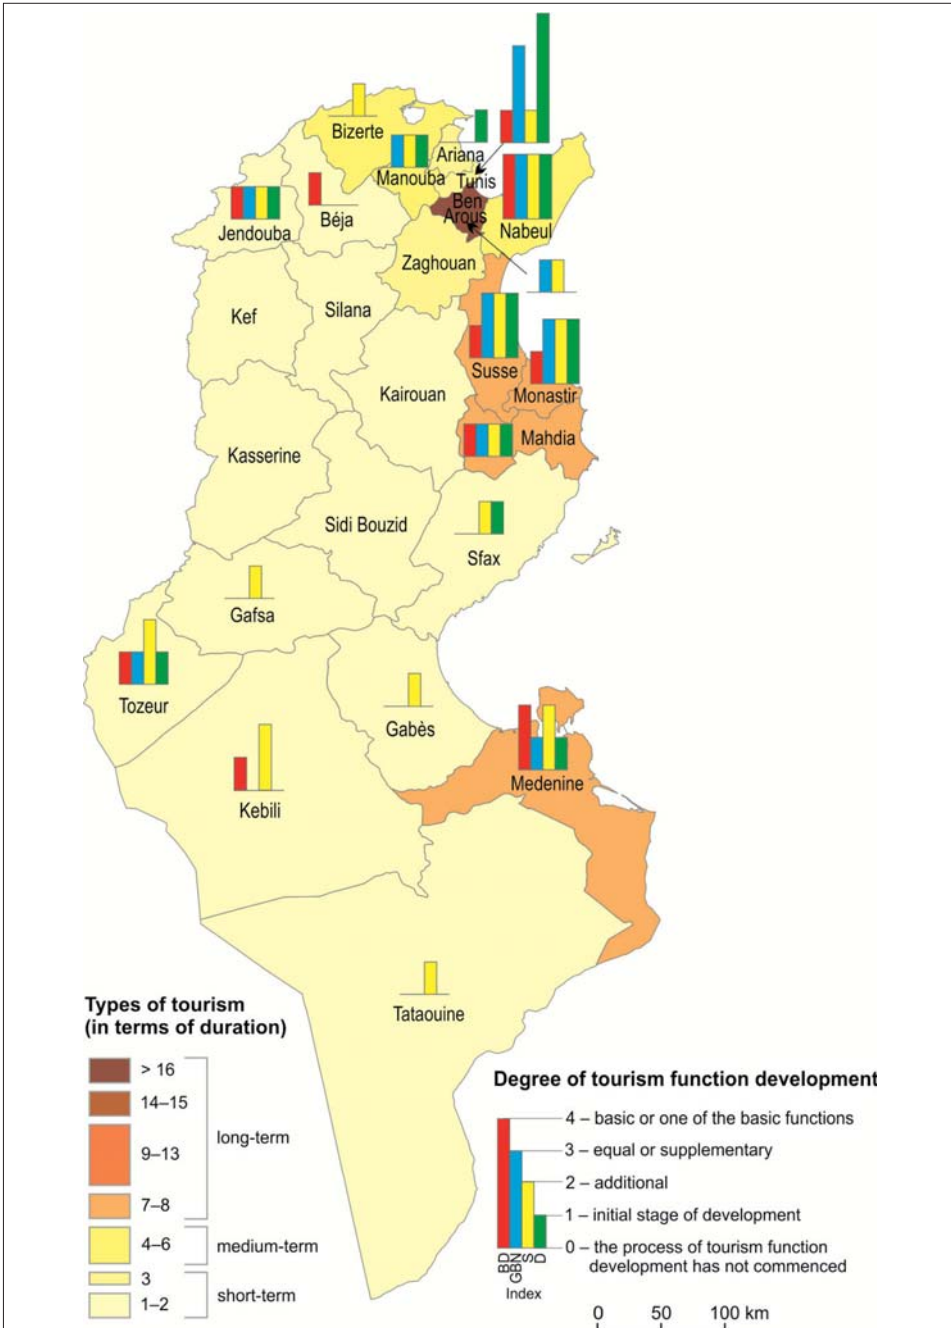 Bizerte
Ariana
Manouba
Tunis
Ben
Arous
Nabeul
Béja
Jendouba
Zaghouan
Kef
Silana
Susse
Kairouan
Monastir
Mahdia
Kasserine
Sidi Bouzid
Sfax
Gafsa
Tozeur
Gabès
Medenine
Kebili
Tataouine
Types of tourism
(in terms of duration)
> 16
14–15
9–13
7–8
long-term
4–6
medium-term
3
1–2
short-term
Degree of tourism function development
4 – basic or one of the basic functions
3 – equal or supplementary
2 – additional
1 – initial stage of development
0 – the process of tourism function
development has not commenced
BD
GBN
S
D
Index
0 50 100 km